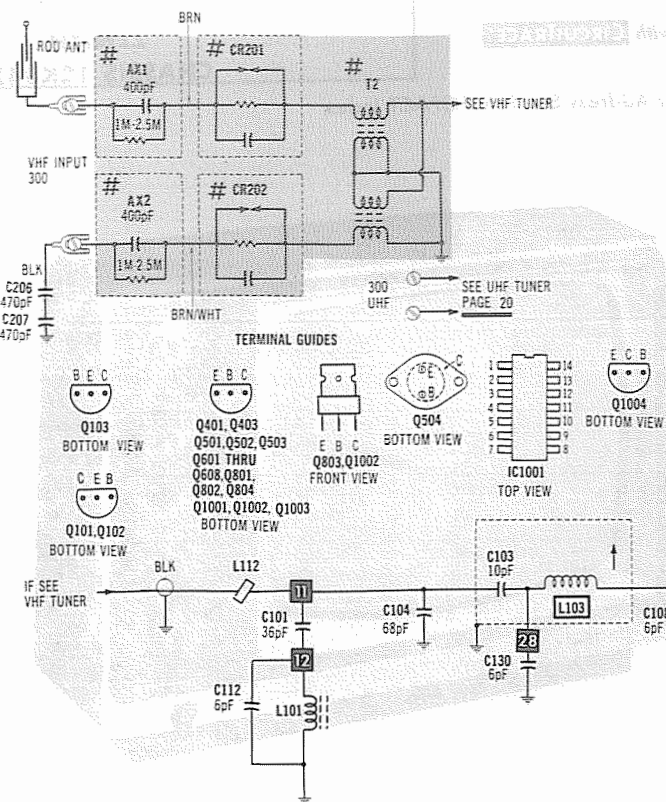 BRN
ROD ANT
#
AX1
400pF
1M-2.5M
# CR201
#
T2
SEE VHF TUNER
VHF INPUT
300
#
AX2
400pF
1M-2.5M
# CR202
BLK
C206
470pF
C207
470pF
BRN/WHT
300
UHF
SEE UHF TUNER
PAGE 20
TERMINAL GUIDES
B E C
Q103
BOTTOM VIEW
E B C
Q401, Q403
Q501, Q502, Q503
Q601 THRU
Q608, Q801,
Q802, Q804
Q1001, Q1002, Q1003
BOTTOM VIEW
E B C
Q803, Q1002
FRONT VIEW
C
E
B
Q504
BOTTOM VIEW
1 14
2 13
3 12
4 11
5 10
6 9
7 8
IC1001
TOP VIEW
E C B
Q1004
BOTTOM VIEW
C E B
Q101, Q102
BOTTOM VIEW
IF SEE
VHF TUNER
BLK
L112
11
C101
36pF
12
C112
6pF
L101
C104
68pF
C103
10pF
L103
28
C130
6pF
6pF